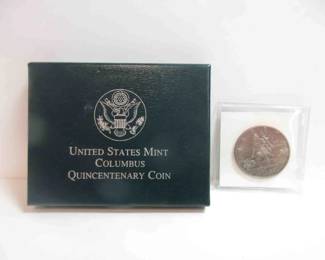 UNITED STATES MINT
COLUMBUS
QUINCENTENARY COIN